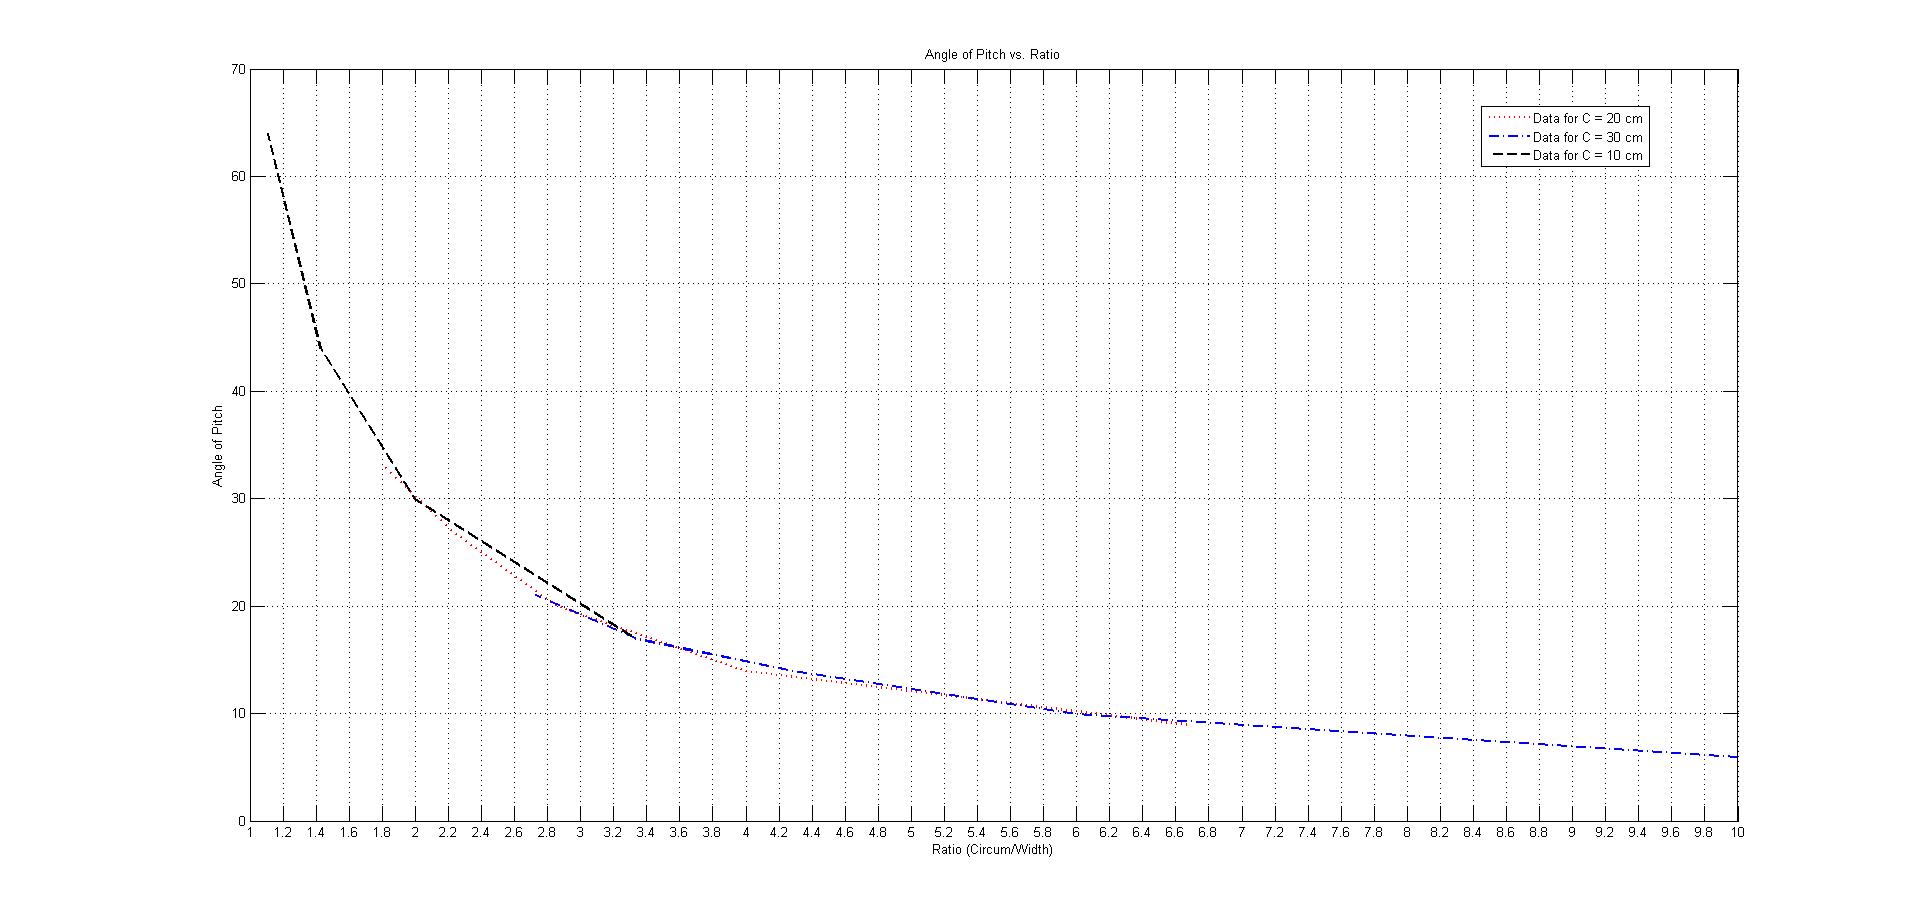 Angle of Pitch vs. Ratio
70
60
50
40
30
20
10
0
Angle of Pitch
Data for C = 20 cm
Data for C = 30 cm
Data for C = 10 cm
1 1.2 1.4 1.6 1.8 2 2.2 2.4 2.6 2.8 3 3.2 3.4 3.6 3.8 4 4.2 4.4 4.6 4.8 5 5.2 5.4 5.6 5.8 6 6.2 6.4 6.6 6.8 7 7.2 7.4 7.6 7.8 8 8.2 8.4 8.6 8.8 9 9.2 9.4 9.6 9.8 10
Ratio (Circum/Width)